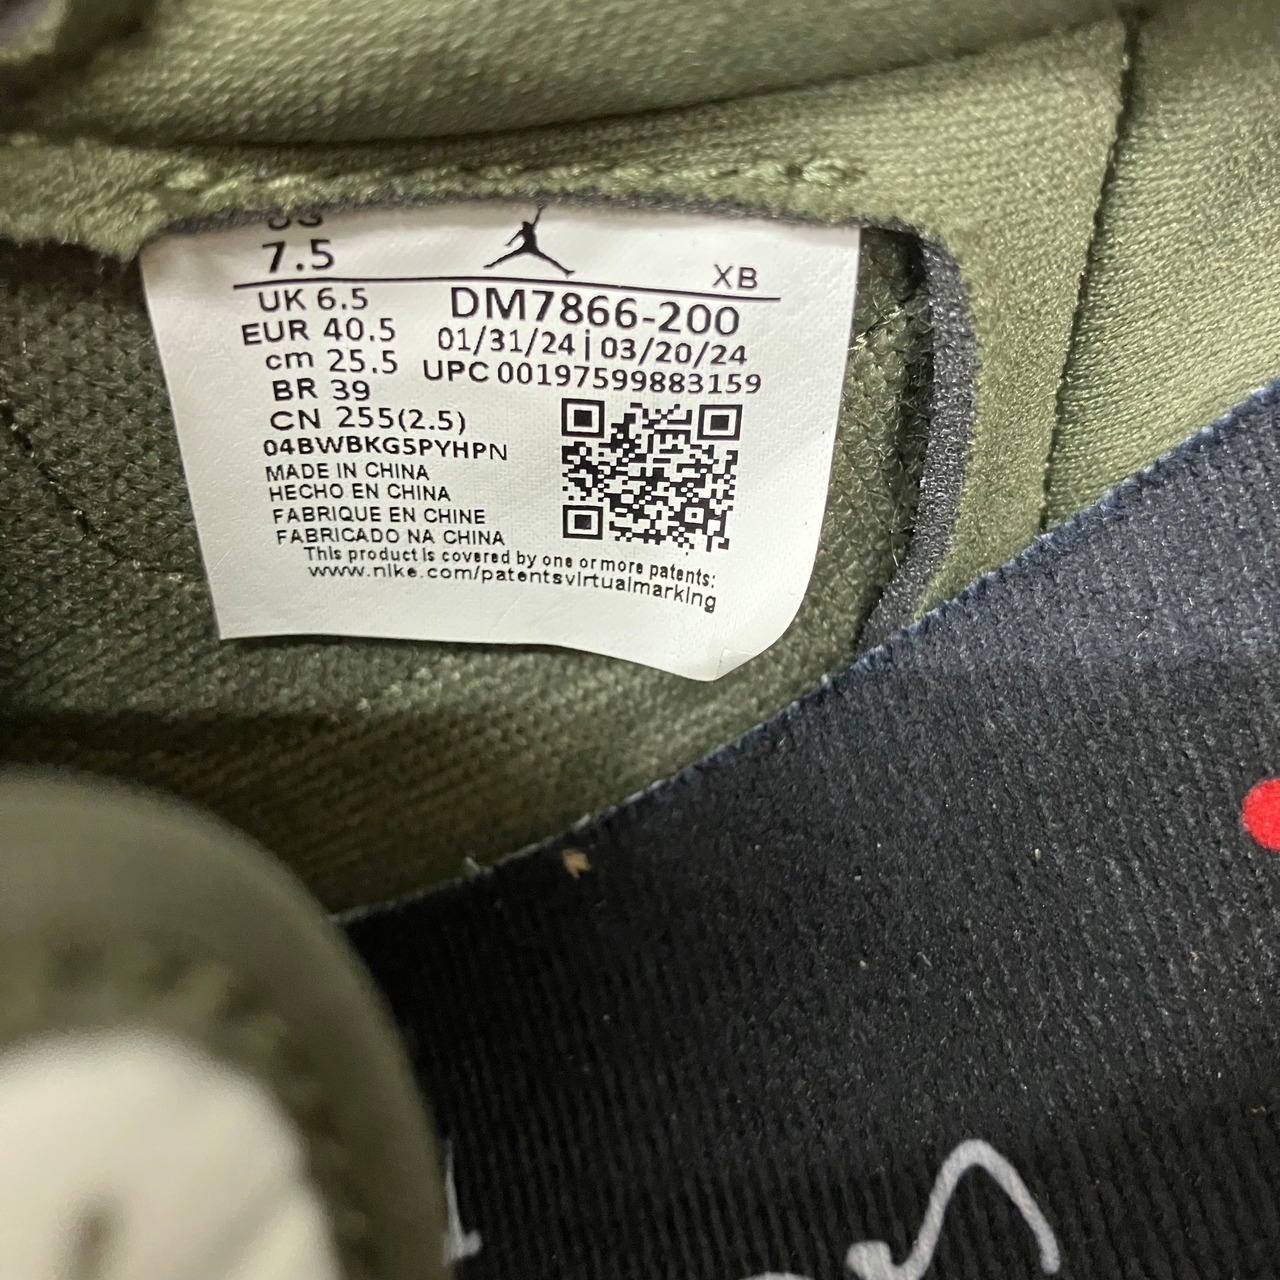 US
7.5
XB
UK 6.5
DM7866-200
EUR 40.5
01/31/24 | 03/20/24
cm 25.5
UPC 00197599883159
BR 39
CN 255(2.5)
04BWBKG5PYHPN
MADE IN CHINA
HECHO EN CHINA
FABRIQUE EN CHINE
FABRICADO NA CHINA
This product is covered by one or more patents:
www.nike.com/patentsvirtualmarking